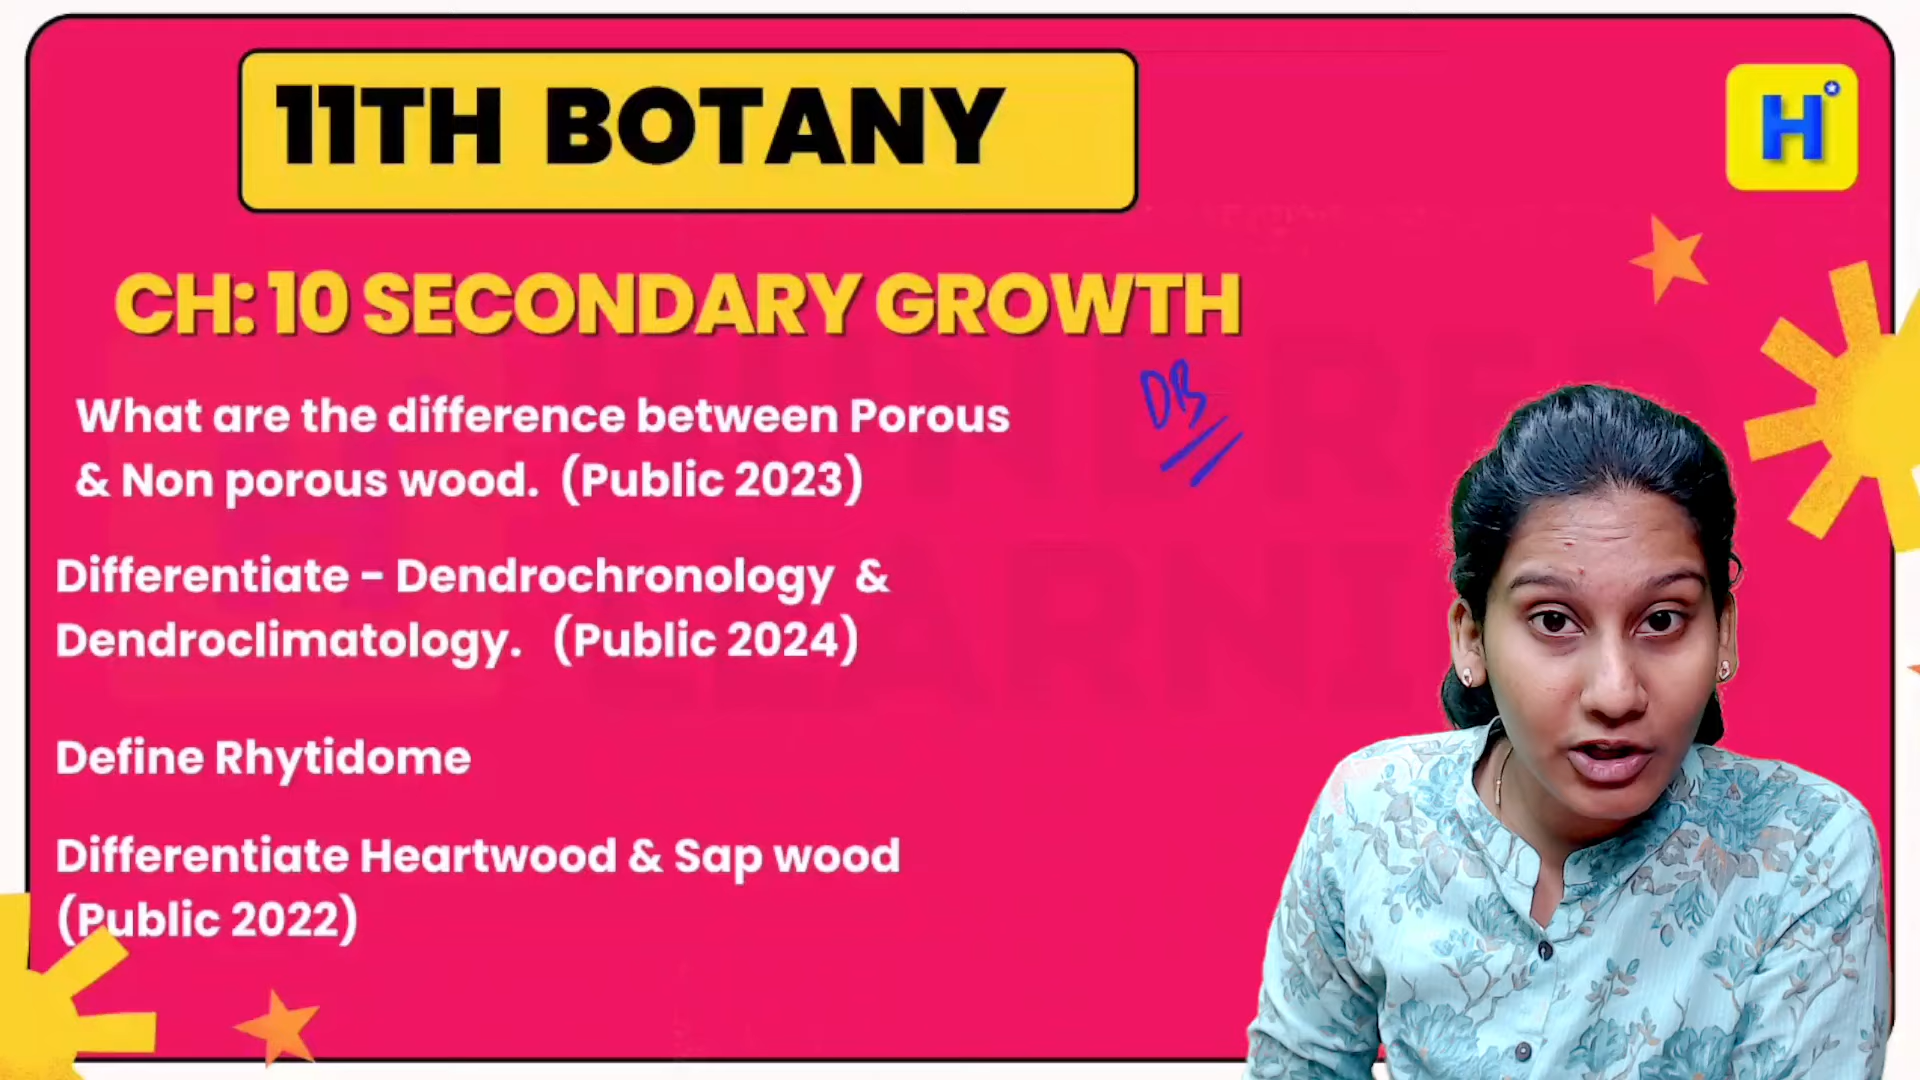 11TH BOTANY
H
CH: 10 SECONDARY GROWTH
DB
What are the difference between Porous
& Non porous wood. (Public 2023)
Differentiate - Dendrochronology &
Dendroclimatology. (Public 2024)
Define Rhytidome
Differentiate Heartwood & Sap wood
(Public 2022)